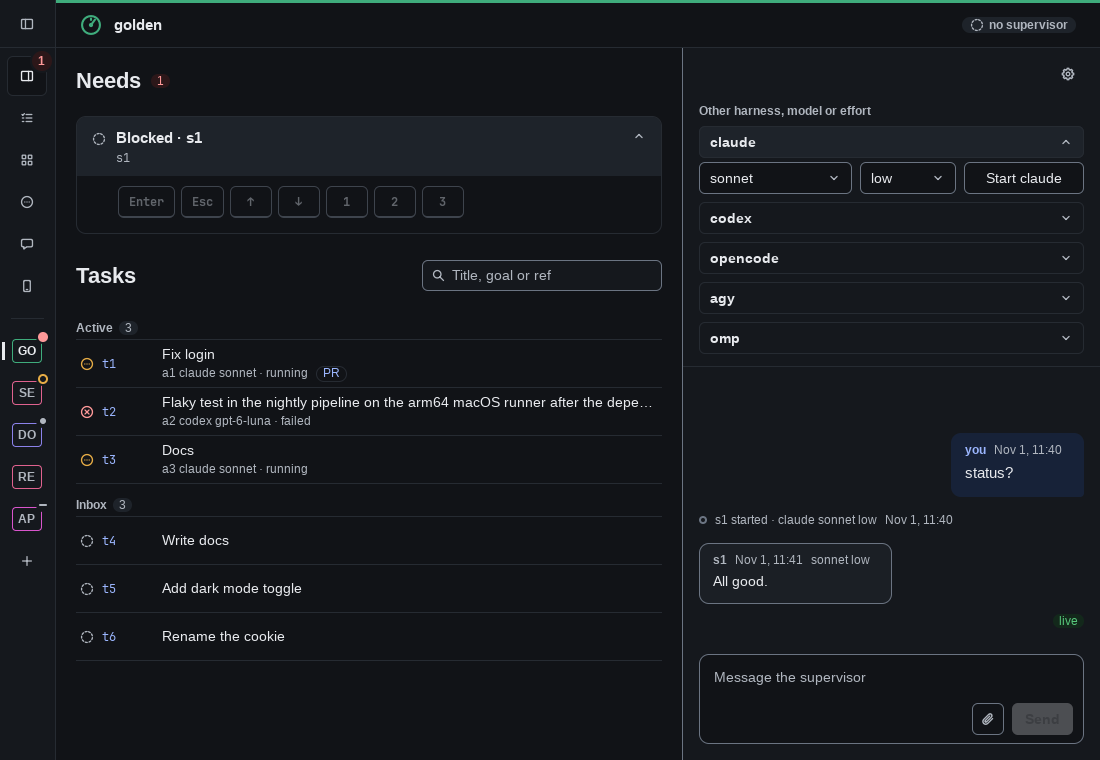 golden
no supervisor
1
GO
SE
DO
RE
AP
Needs 1
Blocked · s1
s1
Enter Esc ↑ ↓ 1 2 3
Tasks
Title, goal or ref
Active 3
t1 Fix login
a1 claude sonnet · running PR
t2 Flaky test in the nightly pipeline on the arm64 macOS runner after the depe…
a2 codex gpt-6-luna · failed
t3 Docs
a3 claude sonnet · running
Inbox 3
t4 Write docs
t5 Add dark mode toggle
t6 Rename the cookie
Other harness, model or effort
claude
sonnet low Start claude
codex
opencode
agy
omp
you Nov 1, 11:40
status?
s1 started · claude sonnet low Nov 1, 11:40
s1 Nov 1, 11:41 sonnet low
All good.
live
Message the supervisor
Send